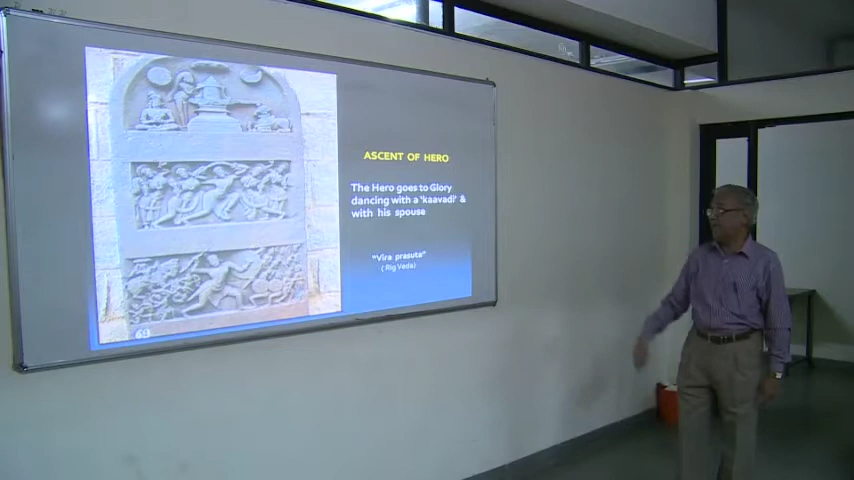 ASCENT OF HERO
The Hero goes to Glory
dancing with a 'kaavadi' &
with his spouse
"Vira prasuta"
(Rig Veda)